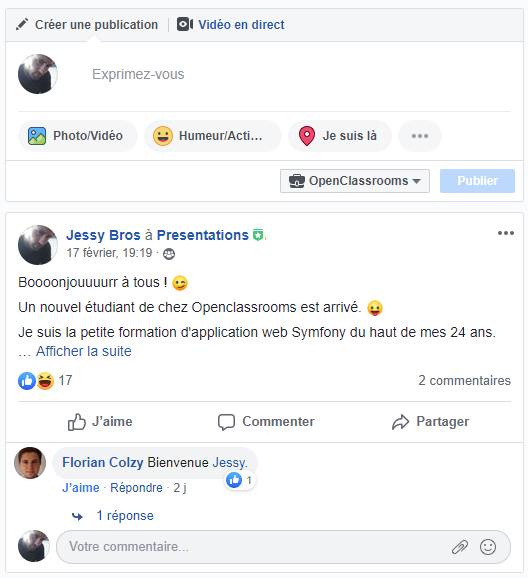 Créer une publication Vidéo en direct
Exprimez-vous
Photo/Vidéo Humeur/Acti... Je suis là
OpenClassrooms Publier
Jessy Bros à Presentations .
17 février, 19:19 ·
Boooonjouuuurr à tous !
Un nouvel étudiant de chez Openclassrooms est arrivé.
Je suis la petite formation d'application web Symfony du haut de mes 24 ans.
... Afficher la suite
17 2 commentaires
J'aime Commenter Partager
Florian Colzy Bienvenue Jessy.
1
J'aime · Répondre · 2 j
1 réponse
Votre commentaire...